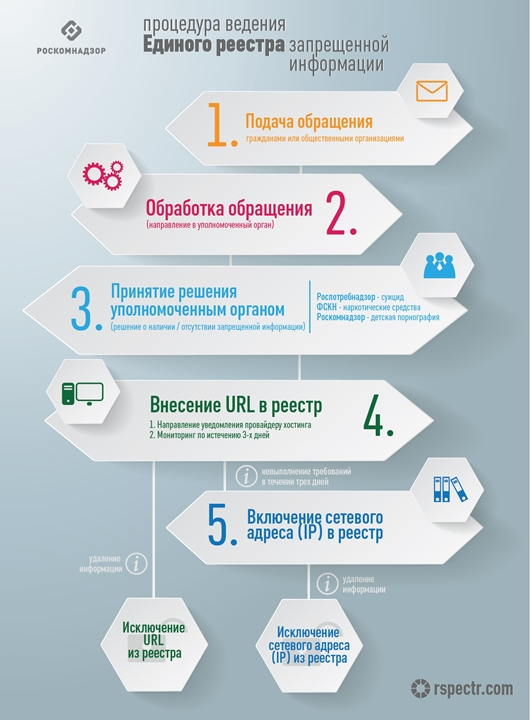 РОСКОМНАДЗОР
процедура ведения
Единого реестра запрещенной
информации
1. Подача обращения
гражданами или общественными организациями
Обработка обращения 2.
(направление в уполномоченный орган)
3. Принятие решения
уполномоченным органом
(решение о наличии / отсутствии запрещенной информации)
Роспотребнадзор - суицид
ФСКН - наркотические средства
Роскомнадзор - детская порнография
Внесение URL в реестр 4.
1. Направление уведомления провайдеру хостинга
2. Мониторинг по истечению 3-х дней
i невыполнение требований
в течении трех дней
5. Включение сетевого
адреса (IP) в реестр
удаление
информации i
i удаление
информации
Исключение
URL
из реестра
Исключение
сетевого адреса
(IP) из реестра
rspectr.com